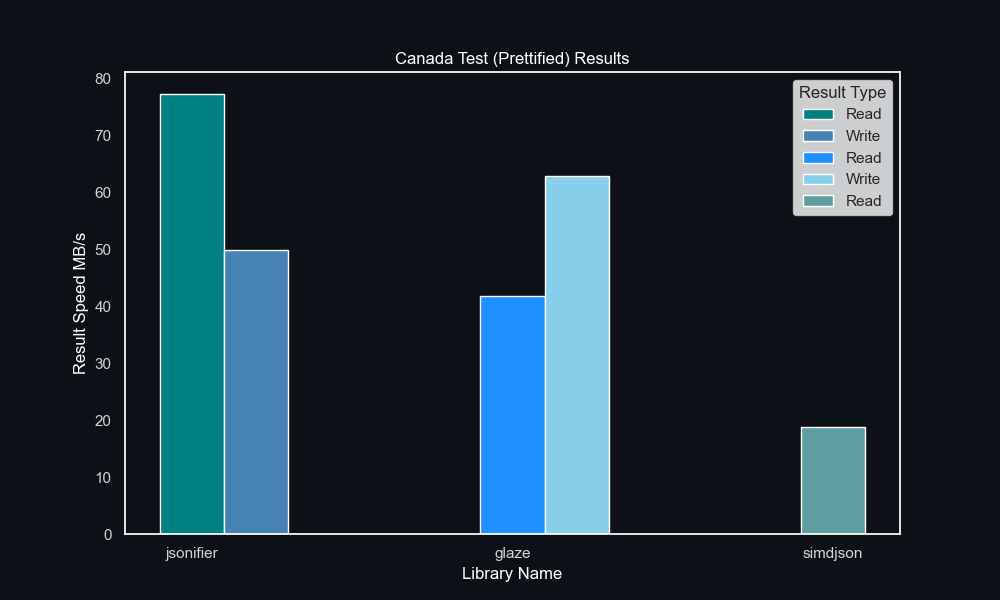 Canada Test (Prettified) Results
80
70
60
50
40
30
20
10
0
Result Speed MB/s
Result Type
Read
Write
Read
Write
Read
jsonifier
glaze
simdjson
Library Name